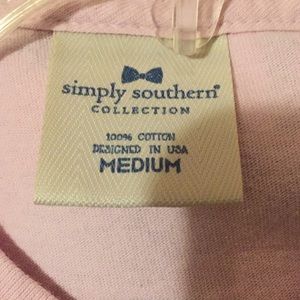 simply southern®
COLLECTION
100% COTTON
DESIGNED IN USA
MEDIUM